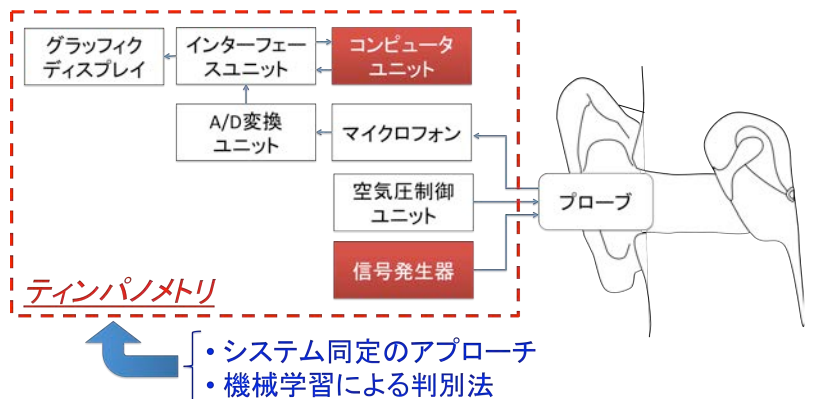 グラッフィク
ディスプレイ
インターフェー
スユニット
コンピュータ
ユニット
A/D変換
ユニット
マイクロフォン
空気圧制御
ユニット
プローブ
信号発生器
ティンパノメトリ
• システム同定のアプローチ
• 機械学習による判別法